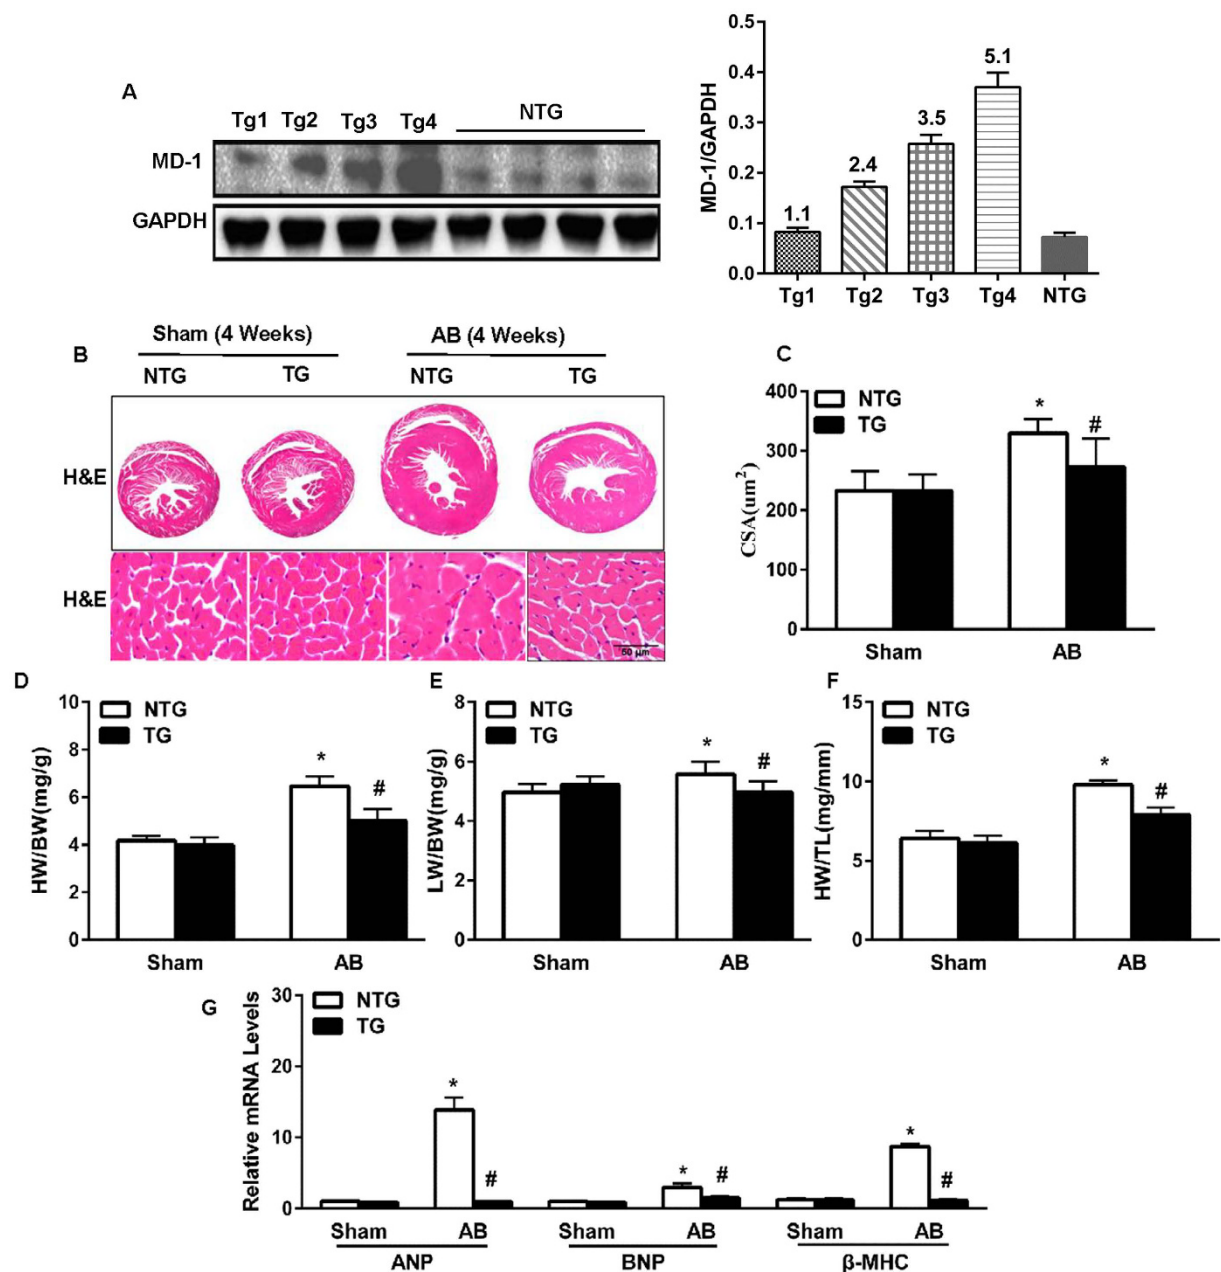 A
Tg1 Tg2 Tg3 Tg4 NTG
MD-1
GAPDH
MD-1/GAPDH
0.5
0.4
0.3
0.2
0.1
0.0
1.1 2.4 3.5 5.1
Tg1 Tg2 Tg3 Tg4 NTG
B
Sham (4 Weeks) AB (4 Weeks)
NTG TG NTG TG
H&E
H&E
50 μm
C
CSA(um²)
400
300
200
100
0
NTG
TG
* #
Sham AB
D
HW/BW(mg/g)
10
8
6
4
2
0
NTG
TG
* #
Sham AB
E
LW/BW(mg/g)
8
6
4
2
0
NTG
TG
* #
Sham AB
F
HW/TL(mg/mm)
15
10
5
0
NTG
TG
* #
Sham AB
G
Relative mRNA Levels
30
20
10
0
NTG
TG
* # * # * #
Sham AB Sham AB Sham AB
ANP BNP β-MHC